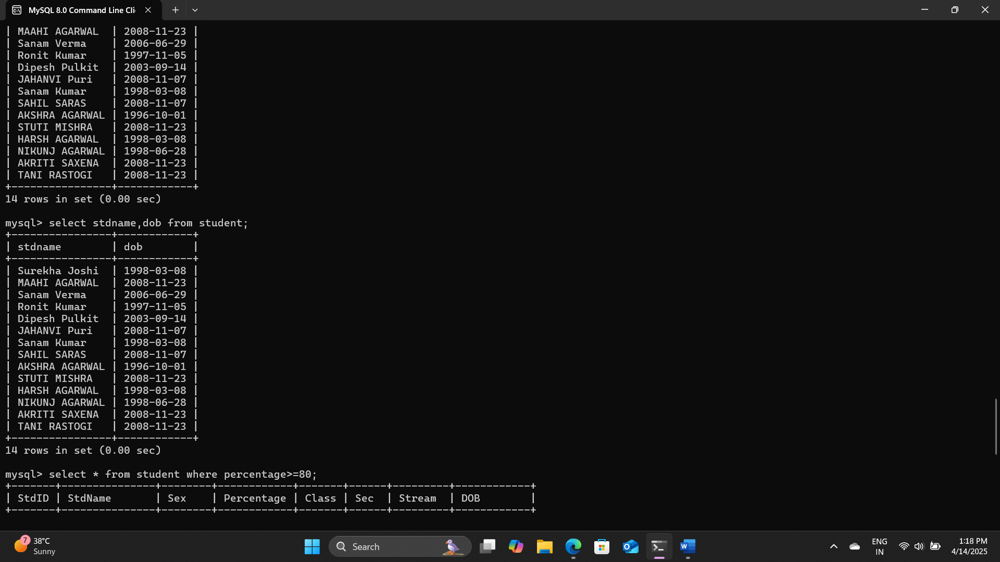 MySQL 8.0 Command Line Cli
| MAAHI AGARWAL  | 2008-11-23 |
| Sanam Verma    | 2006-06-29 |
| Ronit Kumar    | 1997-11-05 |
| Dipesh Pulkit  | 2003-09-14 |
| JAHANVI Puri   | 2008-11-07 |
| Sanam Kumar    | 1998-03-08 |
| SAHIL SARAS    | 2008-11-07 |
| AKSHRA AGARWAL | 1996-10-01 |
| STUTI MISHRA   | 2008-11-23 |
| HARSH AGARWAL  | 1998-03-08 |
| NIKUNJ AGARWAL | 1998-06-28 |
| AKRITI SAXENA  | 2008-11-23 |
| TANI RASTOGI   | 2008-11-23 |
+----------------+------------+
14 rows in set (0.00 sec)
mysql> select stdname,dob from student;
+----------------+------------+
| stdname        | dob        |
+----------------+------------+
| Surekha Joshi  | 1998-03-08 |
| MAAHI AGARWAL  | 2008-11-23 |
| Sanam Verma    | 2006-06-29 |
| Ronit Kumar    | 1997-11-05 |
| Dipesh Pulkit  | 2003-09-14 |
| JAHANVI Puri   | 2008-11-07 |
| Sanam Kumar    | 1998-03-08 |
| SAHIL SARAS    | 2008-11-07 |
| AKSHRA AGARWAL | 1996-10-01 |
| STUTI MISHRA   | 2008-11-23 |
| HARSH AGARWAL  | 1998-03-08 |
| NIKUNJ AGARWAL | 1998-06-28 |
| AKRITI SAXENA  | 2008-11-23 |
| TANI RASTOGI   | 2008-11-23 |
+----------------+------------+
14 rows in set (0.00 sec)
mysql> select * from student where percentage>=80;
+-------+---------------+--------+------------+-------+------+---------+------------+
| StdID | StdName       | Sex    | Percentage | Class | Sec  | Stream  | DOB        |
+-------+---------------+--------+------------+-------+------+---------+------------+
7
38°C
Sunny
Search
ENG
IN
1:18 PM
4/14/2025